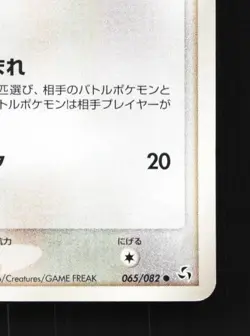 まれ
匹選び、相手のバトルポケモンと
トルポケモンは相手プレイヤーが
20
抗力 にげる
/Creatures/GAME FREAK 065/082 ●